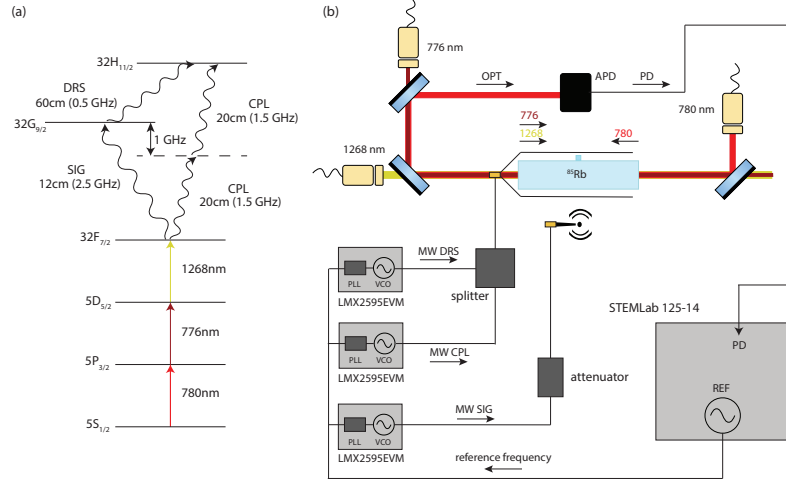 (a)
32H11/2
DRS
60cm (0.5 GHz)
CPL
20cm (1.5 GHz)
32G9/2
1 GHz
SIG
12cm (2.5 GHz)
CPL
20cm (1.5 GHz)
32F7/2
1268nm
5D5/2
776nm
5P3/2
780nm
5S1/2
(b)
776 nm
OPT
APD
PD
780 nm
776
1268
780
1268 nm
85Rb
MW DRS
PLL
VCO
LMX2595EVM
splitter
STEMLab 125-14
PD
MW CPL
PLL
VCO
LMX2595EVM
attenuator
REF
MW SIG
PLL
VCO
LMX2595EVM
reference frequency